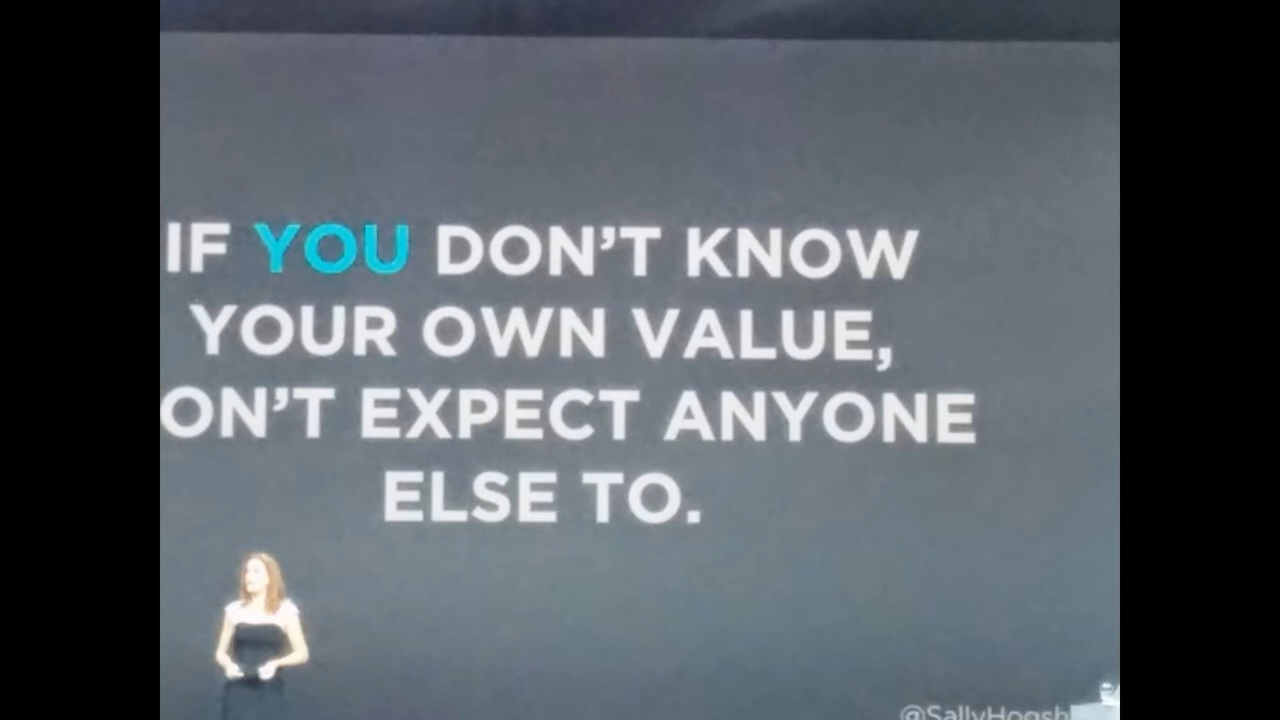 IF YOU DON'T KNOW
YOUR OWN VALUE,
ON'T EXPECT ANYONE
ELSE TO.
@SallyHogsh